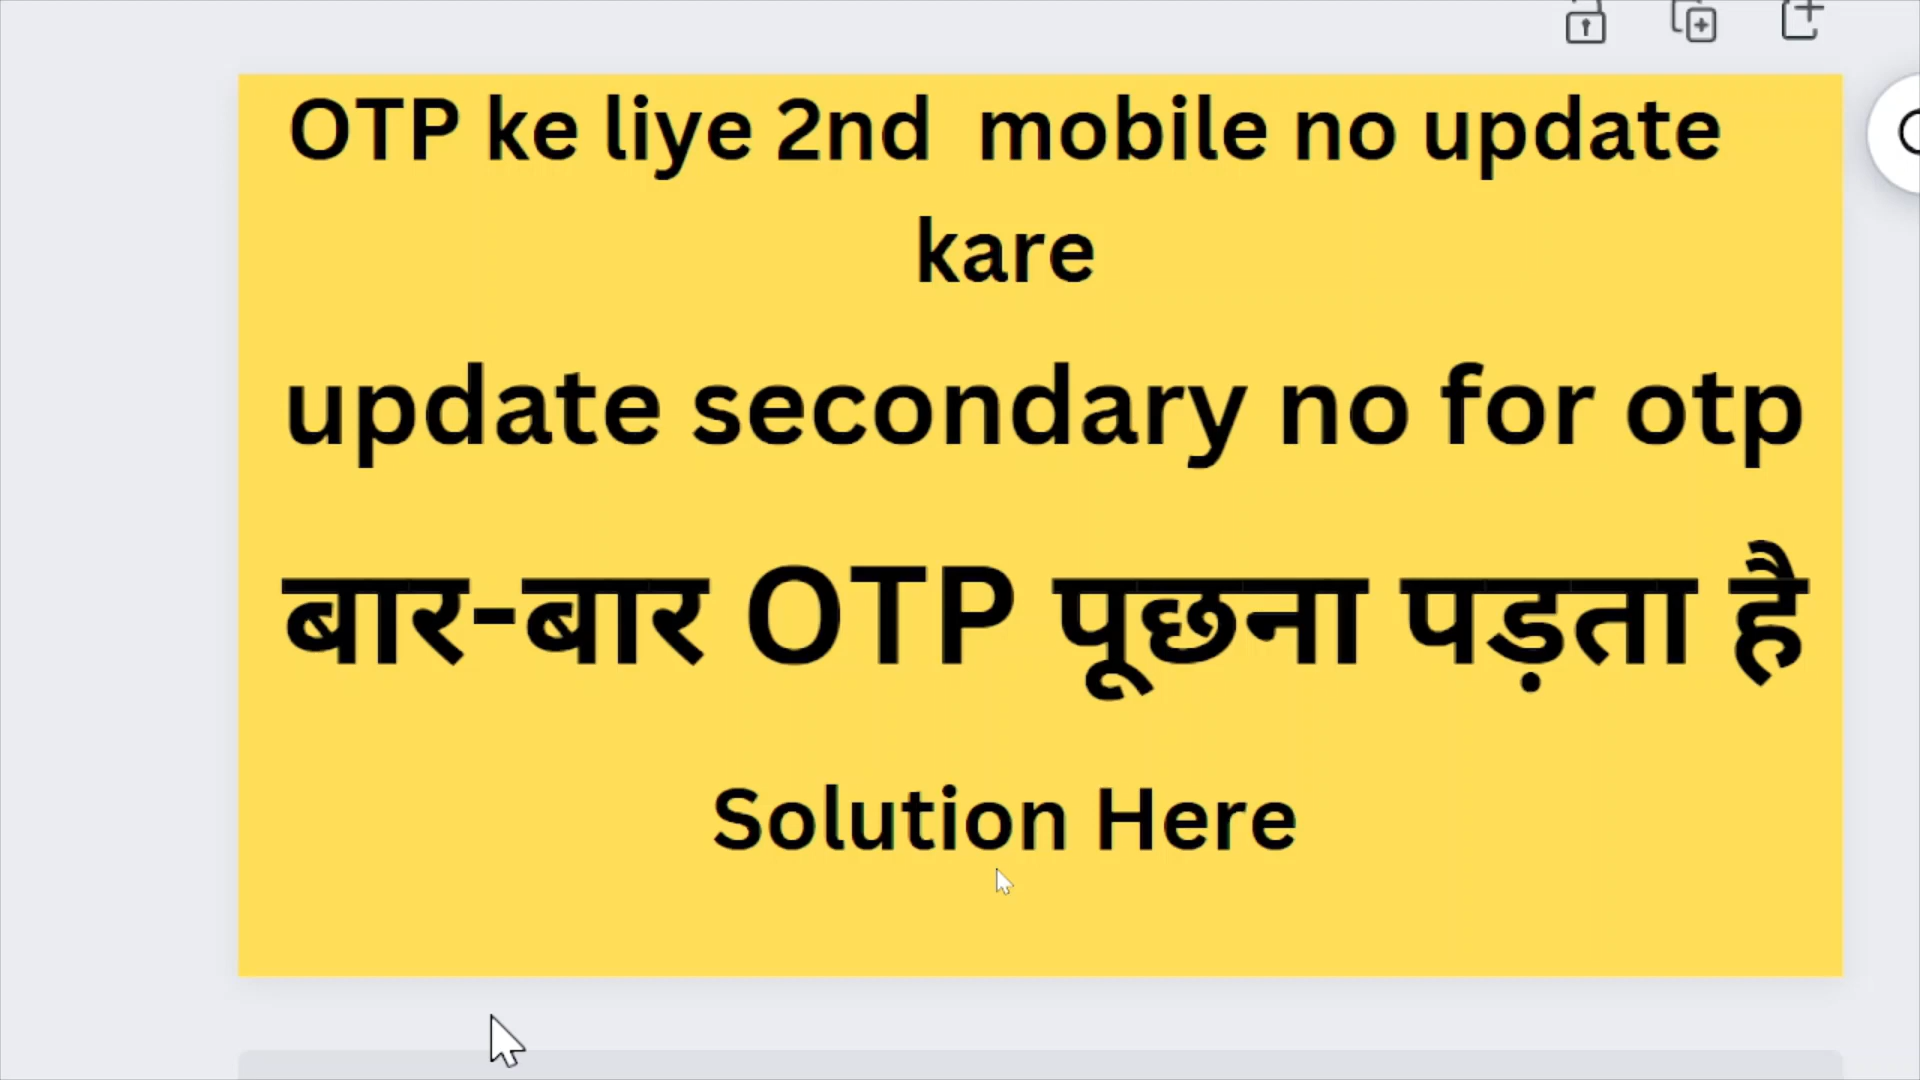 OTP ke liye 2nd  mobile no update
kare
update secondary no for otp
बार-बार OTP पूछना पड़ता है
Solution Here